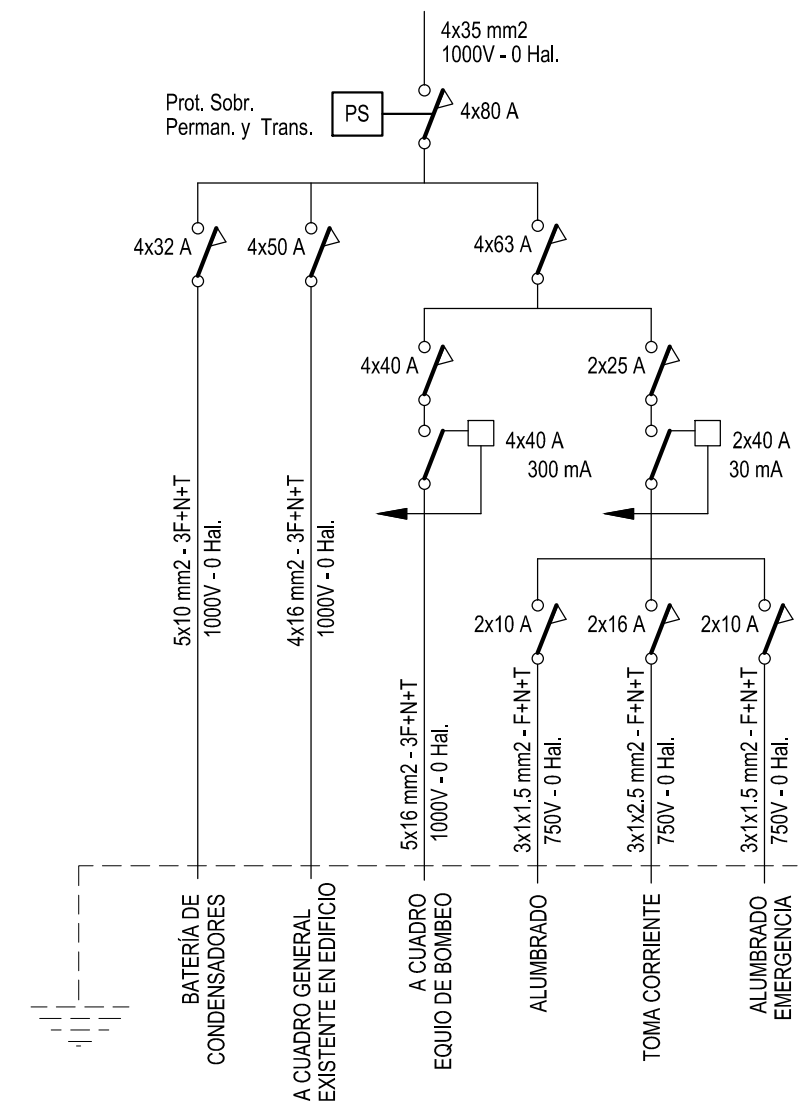 4x35 mm2
1000V - 0 Hal.
Prot. Sobr.
Perman. y Trans.
PS
4x80 A
4x32 A
4x50 A
4x63 A
4x40 A
2x25 A
4x40 A
300 mA
2x40 A
30 mA
2x10 A
2x16 A
2x10 A
5x10 mm2 - 3F+N+T
1000V - 0 Hal.
4x16 mm2 - 3F+N+T
1000V - 0 Hal.
5x16 mm2 - 3F+N+T
1000V - 0 Hal.
3x1x1.5 mm2 - F+N+T
750V - 0 Hal.
3x1x2.5 mm2 - F+N+T
750V - 0 Hal.
3x1x1.5 mm2 - F+N+T
750V - 0 Hal.
BATERÍA DE
CONDENSADORES
A CUADRO GENERAL
EXISTENTE EN EDIFICIO
A CUADRO
EQUIO DE BOMBEO
ALUMBRADO
TOMA CORRIENTE
ALUMBRADO
EMERGENCIA